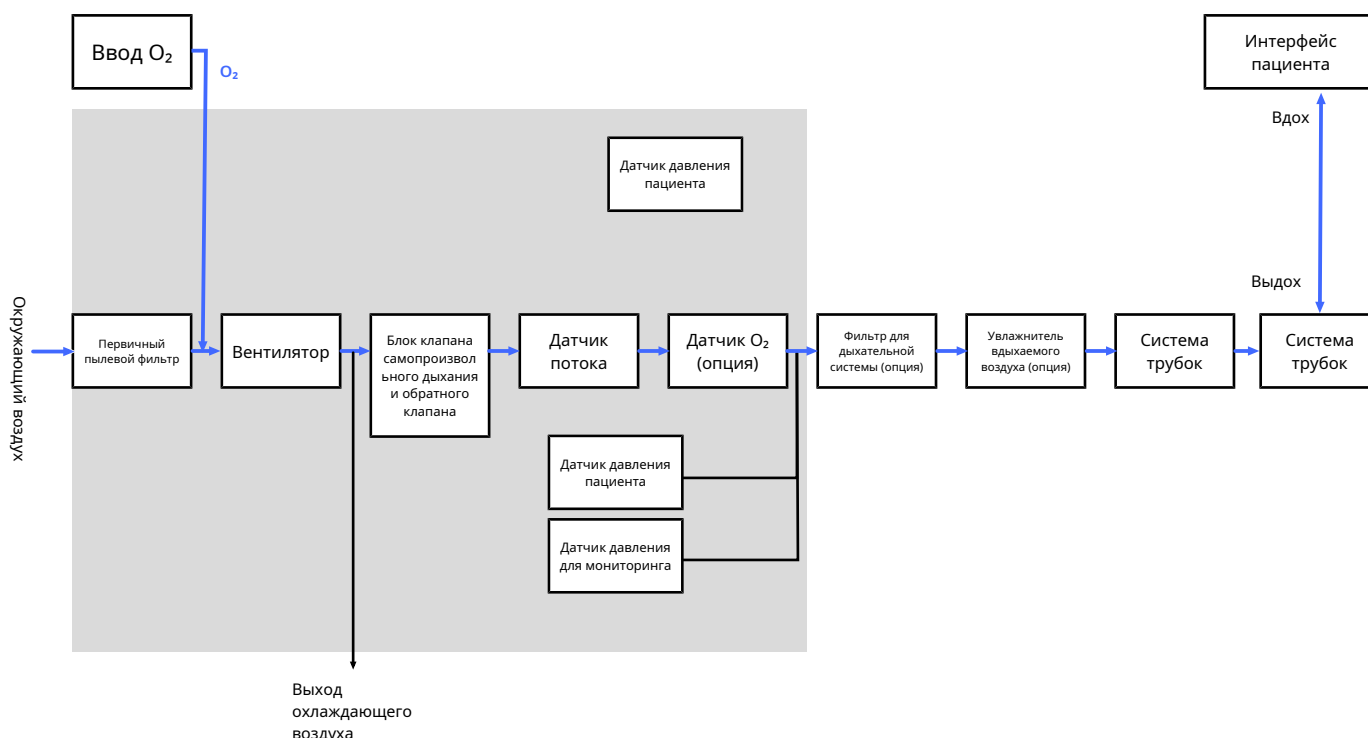 Ввод O₂
O₂
Интерфейс
пациента
Вдох
Датчик давления
пациента
Выдох
Окружающий воздух
Первичный
пылевой фильтр
Вентилятор
Блок клапана
самопроизвол
ьного дыхания
и обратного
клапана
Датчик
потока
Датчик O₂
(опция)
Фильтр для
дыхательной
системы (опция)
Увлажнитель
вдыхаемого
воздуха (опция)
Система
трубок
Система
трубок
Датчик давления
пациента
Датчик давления
для мониторинга
Выход
охлаждающего
воздуха